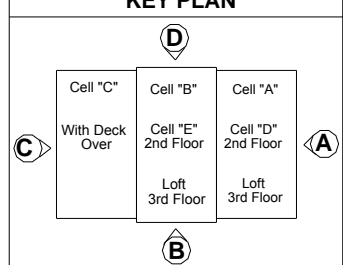 KEY PLAN
D
Cell "C"
With Deck
Over
Cell "B"
Cell "E"
2nd Floor
Loft
3rd Floor
Cell "A"
Cell "D"
2nd Floor
Loft
3rd Floor
C
A
B